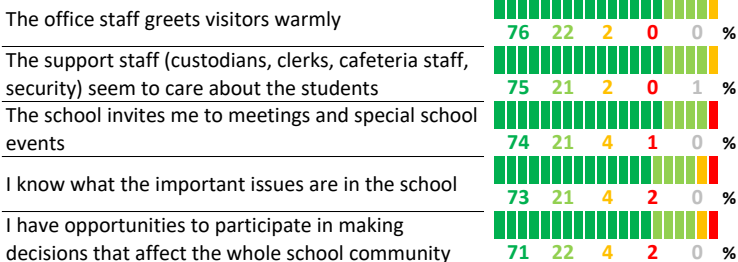 The office staff greets visitors warmly
76 22 2 0 0 %
The support staff (custodians, clerks, cafeteria staff,
security) seem to care about the students
75 21 2 0 1 %
The school invites me to meetings and special school
events
74 21 4 1 0 %
I know what the important issues are in the school
73 21 4 2 0 %
I have opportunities to participate in making
decisions that affect the whole school community
71 22 4 2 0 %